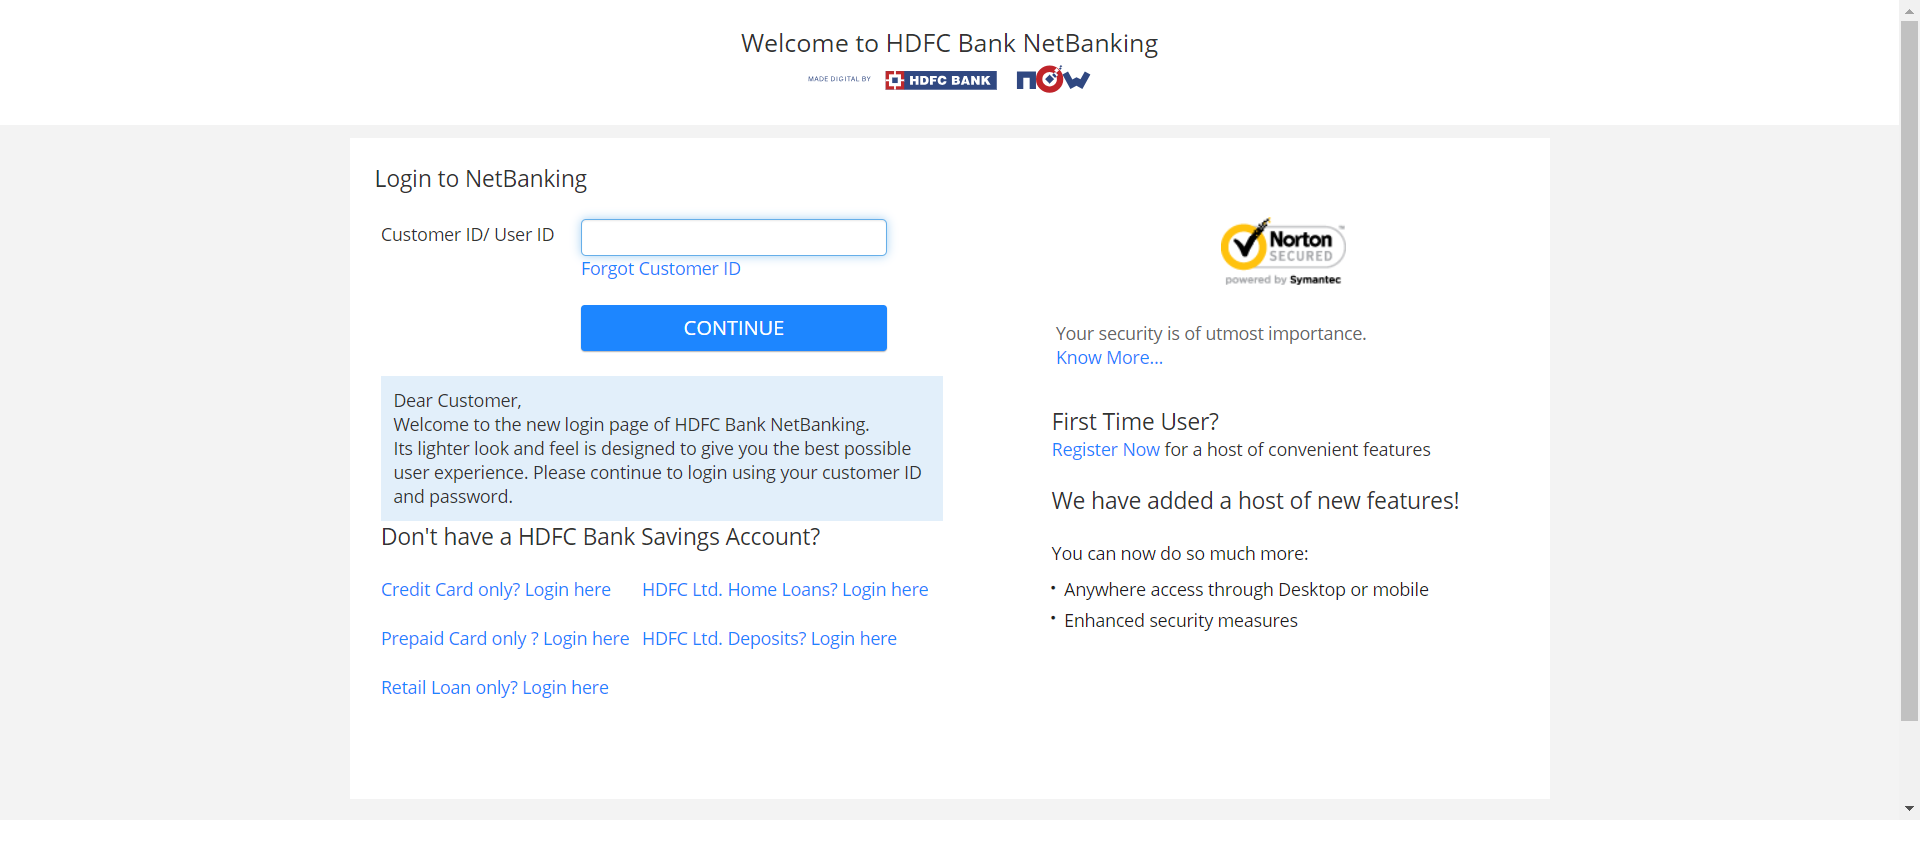 Welcome to HDFC Bank NetBanking
MADE DIGITAL BY HDFC BANK now
Login to NetBanking
Customer ID/ User ID
Forgot Customer ID
CONTINUE
Dear Customer,
Welcome to the new login page of HDFC Bank NetBanking.
Its lighter look and feel is designed to give you the best possible
user experience. Please continue to login using your customer ID
and password.
Don't have a HDFC Bank Savings Account?
Credit Card only? Login here
HDFC Ltd. Home Loans? Login here
Prepaid Card only ? Login here
HDFC Ltd. Deposits? Login here
Retail Loan only? Login here
Norton
SECURED
powered by Symantec
Your security is of utmost importance.
Know More...
First Time User?
Register Now for a host of convenient features
We have added a host of new features!
You can now do so much more:
• Anywhere access through Desktop or mobile
• Enhanced security measures